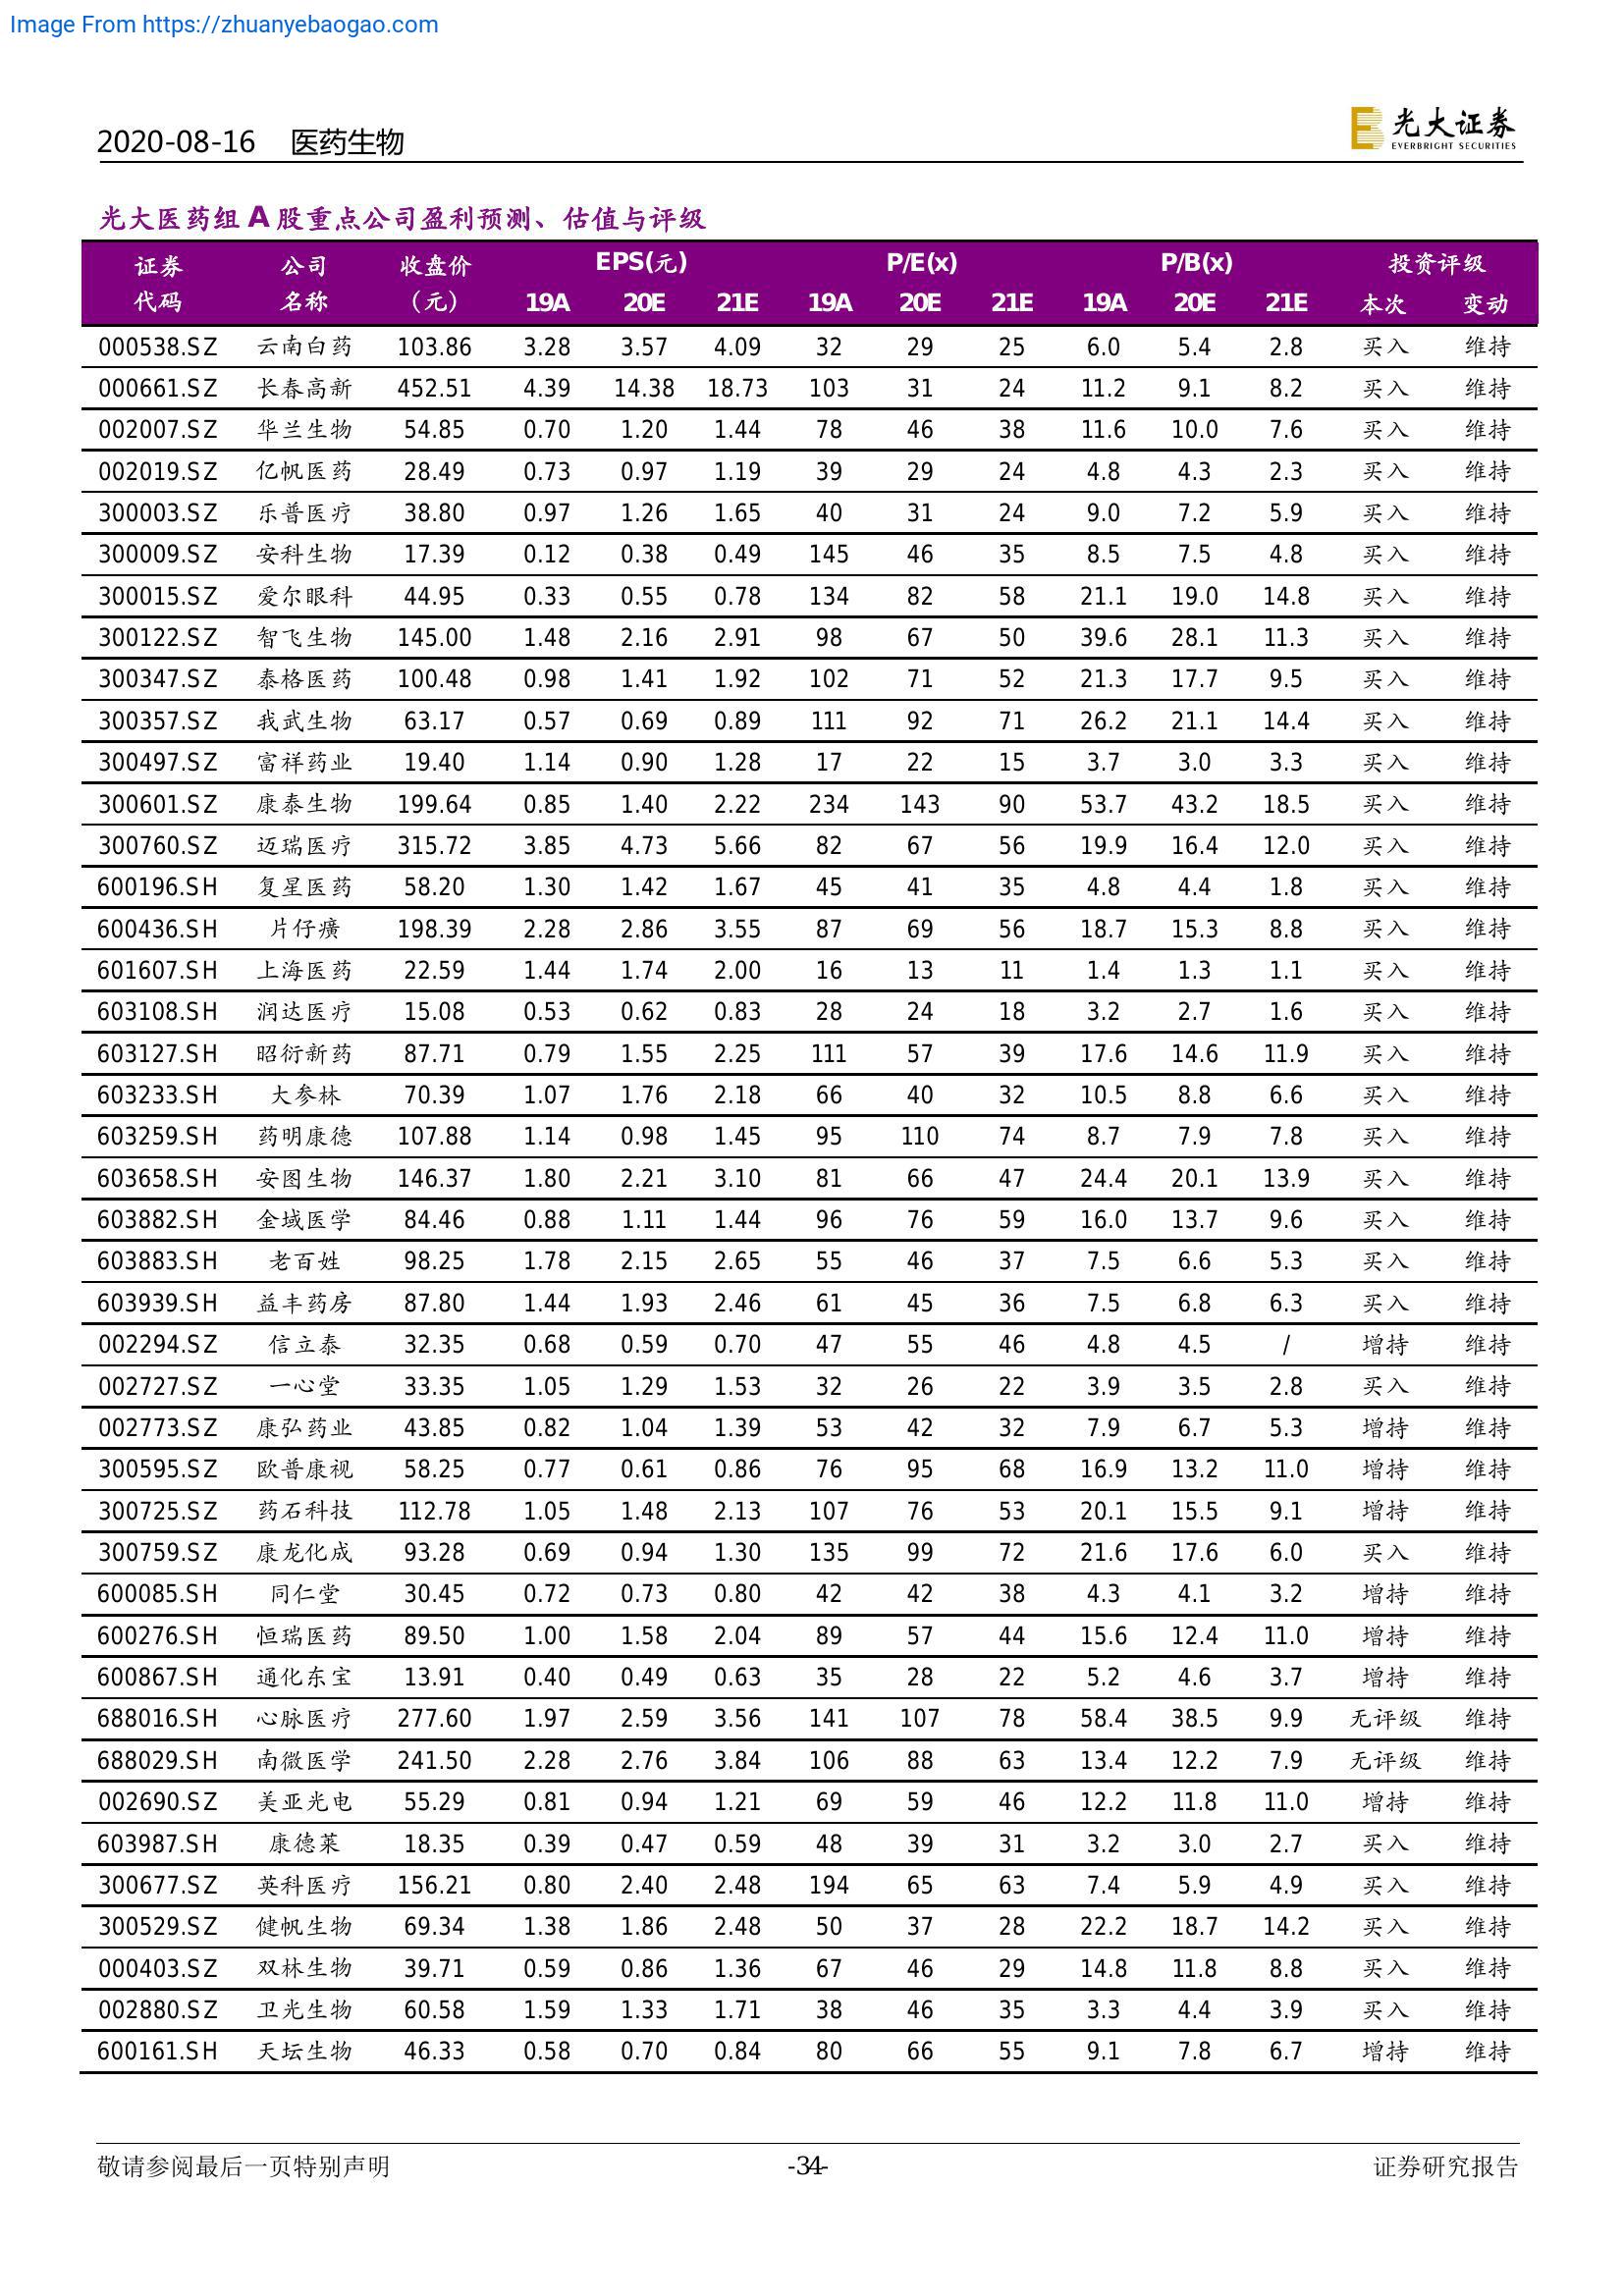 Image From https://zhuanyebaogao.com
2020-08-16 医药生物
光大证券
EVERBRIGHT SECURITIES
光大医药组 A 股重点公司盈利预测、估值与评级
证券 公司 收盘价 EPS(元) P/E(x) P/B(x) 投资评级
代码 名称 （元） 19A 20E 21E 19A 20E 21E 19A 20E 21E 本次 变动
000538.SZ 云南白药 103.86 3.28 3.57 4.09 32 29 25 6.0 5.4 2.8 买入 维持
000661.SZ 长春高新 452.51 4.39 14.38 18.73 103 31 24 11.2 9.1 8.2 买入 维持
002007.SZ 华兰生物 54.85 0.70 1.20 1.44 78 46 38 11.6 10.0 7.6 买入 维持
002019.SZ 亿帆医药 28.49 0.73 0.97 1.19 39 29 24 4.8 4.3 2.3 买入 维持
300003.SZ 乐普医疗 38.80 0.97 1.26 1.65 40 31 24 9.0 7.2 5.9 买入 维持
300009.SZ 安科生物 17.39 0.12 0.38 0.49 145 46 35 8.5 7.5 4.8 买入 维持
300015.SZ 爱尔眼科 44.95 0.33 0.55 0.78 134 82 58 21.1 19.0 14.8 买入 维持
300122.SZ 智飞生物 145.00 1.48 2.16 2.91 98 67 50 39.6 28.1 11.3 买入 维持
300347.SZ 泰格医药 100.48 0.98 1.41 1.92 102 71 52 21.3 17.7 9.5 买入 维持
300357.SZ 我武生物 63.17 0.57 0.69 0.89 111 92 71 26.2 21.1 14.4 买入 维持
300497.SZ 富祥药业 19.40 1.14 0.90 1.28 17 22 15 3.7 3.0 3.3 买入 维持
300601.SZ 康泰生物 199.64 0.85 1.40 2.22 234 143 90 53.7 43.2 18.5 买入 维持
300760.SZ 迈瑞医疗 315.72 3.85 4.73 5.66 82 67 56 19.9 16.4 12.0 买入 维持
600196.SH 复星医药 58.20 1.30 1.42 1.67 45 41 35 4.8 4.4 1.8 买入 维持
600436.SH 片仔癀 198.39 2.28 2.86 3.55 87 69 56 18.7 15.3 8.8 买入 维持
601607.SH 上海医药 22.59 1.44 1.74 2.00 16 13 11 1.4 1.3 1.1 买入 维持
603108.SH 润达医疗 15.08 0.53 0.62 0.83 28 24 18 3.2 2.7 1.6 买入 维持
603127.SH 昭衍新药 87.71 0.79 1.55 2.25 111 57 39 17.6 14.6 11.9 买入 维持
603233.SH 大参林 70.39 1.07 1.76 2.18 66 40 32 10.5 8.8 6.6 买入 维持
603259.SH 药明康德 107.88 1.14 0.98 1.45 95 110 74 8.7 7.9 7.8 买入 维持
603658.SH 安图生物 146.37 1.80 2.21 3.10 81 66 47 24.4 20.1 13.9 买入 维持
603882.SH 金域医学 84.46 0.88 1.11 1.44 96 76 59 16.0 13.7 9.6 买入 维持
603883.SH 老百姓 98.25 1.78 2.15 2.65 55 46 37 7.5 6.6 5.3 买入 维持
603939.SH 益丰药房 87.80 1.44 1.93 2.46 61 45 36 7.5 6.8 6.3 买入 维持
002294.SZ 信立泰 32.35 0.68 0.59 0.70 47 55 46 4.8 4.5 / 增持 维持
002727.SZ 一心堂 33.35 1.05 1.29 1.53 32 26 22 3.9 3.5 2.8 买入 维持
002773.SZ 康弘药业 43.85 0.82 1.04 1.39 53 42 32 7.9 6.7 5.3 增持 维持
300595.SZ 欧普康视 58.25 0.77 0.61 0.86 76 95 68 16.9 13.2 11.0 增持 维持
300725.SZ 药石科技 112.78 1.05 1.48 2.13 107 76 53 20.1 15.5 9.1 增持 维持
300759.SZ 康龙化成 93.28 0.69 0.94 1.30 135 99 72 21.6 17.6 6.0 买入 维持
600085.SH 同仁堂 30.45 0.72 0.73 0.80 42 42 38 4.3 4.1 3.2 增持 维持
600276.SH 恒瑞医药 89.50 1.00 1.58 2.04 89 57 44 15.6 12.4 11.0 增持 维持
600867.SH 通化东宝 13.91 0.40 0.49 0.63 35 28 22 5.2 4.6 3.7 增持 维持
688016.SH 心脉医疗 277.60 1.97 2.59 3.56 141 107 78 58.4 38.5 9.9 无评级 维持
688029.SH 南微医学 241.50 2.28 2.76 3.84 106 88 63 13.4 12.2 7.9 无评级 维持
002690.SZ 美亚光电 55.29 0.81 0.94 1.21 69 59 46 12.2 11.8 11.0 增持 维持
603987.SH 康德莱 18.35 0.39 0.47 0.59 48 39 31 3.2 3.0 2.7 买入 维持
300677.SZ 英科医疗 156.21 0.80 2.40 2.48 194 65 63 7.4 5.9 4.9 买入 维持
300529.SZ 健帆生物 69.34 1.38 1.86 2.48 50 37 28 22.2 18.7 14.2 买入 维持
000403.SZ 双林生物 39.71 0.59 0.86 1.36 67 46 29 14.8 11.8 8.8 买入 维持
002880.SZ 卫光生物 60.58 1.59 1.33 1.71 38 46 35 3.3 4.4 3.9 买入 维持
600161.SH 天坛生物 46.33 0.58 0.70 0.84 80 66 55 9.1 7.8 6.7 增持 维持
敬请参阅最后一页特别声明 -34- 证券研究报告